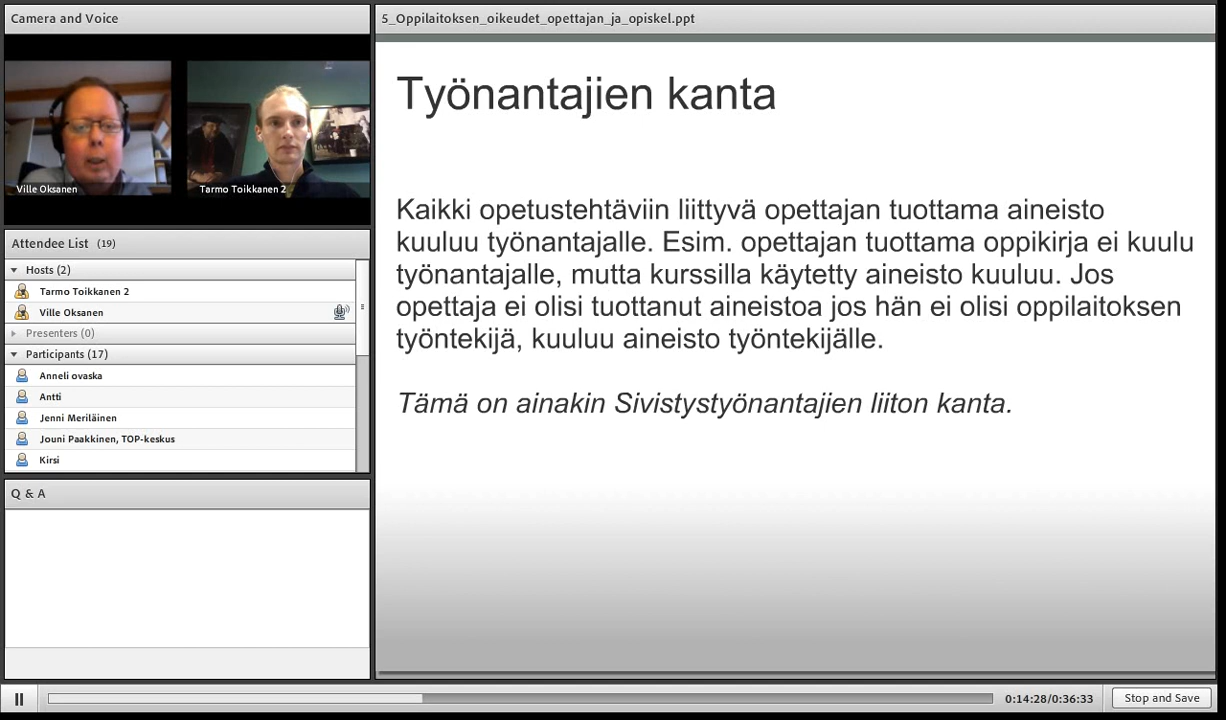 Camera and Voice
Ville Oksanen
Tarmo Toikkanen 2
Attendee List (19)
Hosts (2)
Tarmo Toikkanen 2
Ville Oksanen
Presenters (0)
Participants (17)
Anneli ovaska
Antti
Jenni Meriläinen
Jouni Paakkinen, TOP-keskus
Kirsi
Q & A
5_Oppilaitoksen_oikeudet_opettajan_ja_opiskel.ppt
Työnantajien kanta
Kaikki opetustehtäviin liittyvä opettajan tuottama aineisto
kuuluu työnantajalle. Esim. opettajan tuottama oppikirja ei kuulu
työnantajalle, mutta kurssilla käytetty aineisto kuuluu. Jos
opettaja ei olisi tuottanut aineistoa jos hän ei olisi oppilaitoksen
työntekijä, kuuluu aineisto työntekijälle.
Tämä on ainakin Sivistystyönantajien liiton kanta.
0:14:28/0:36:33
Stop and Save